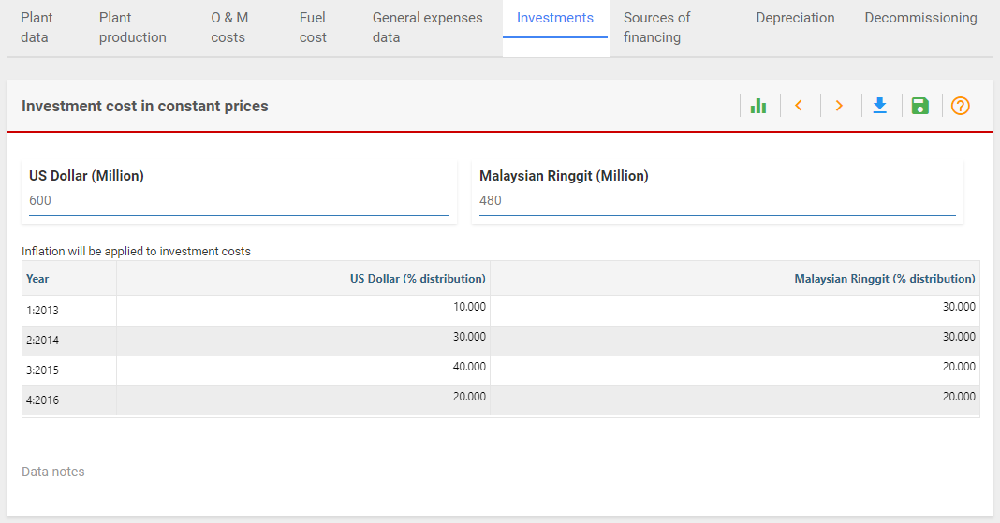 Plant data
Plant production
O & M costs
Fuel cost
General expenses data
Investments
Sources of financing
Depreciation
Decommissioning
Investment cost in constant prices
US Dollar (Million)
600
Malaysian Ringgit (Million)
480
Inflation will be applied to investment costs
Year US Dollar (% distribution) Malaysian Ringgit (% distribution)
1:2013 10.000 30.000
2:2014 30.000 30.000
3:2015 40.000 20.000
4:2016 20.000 20.000
Data notes